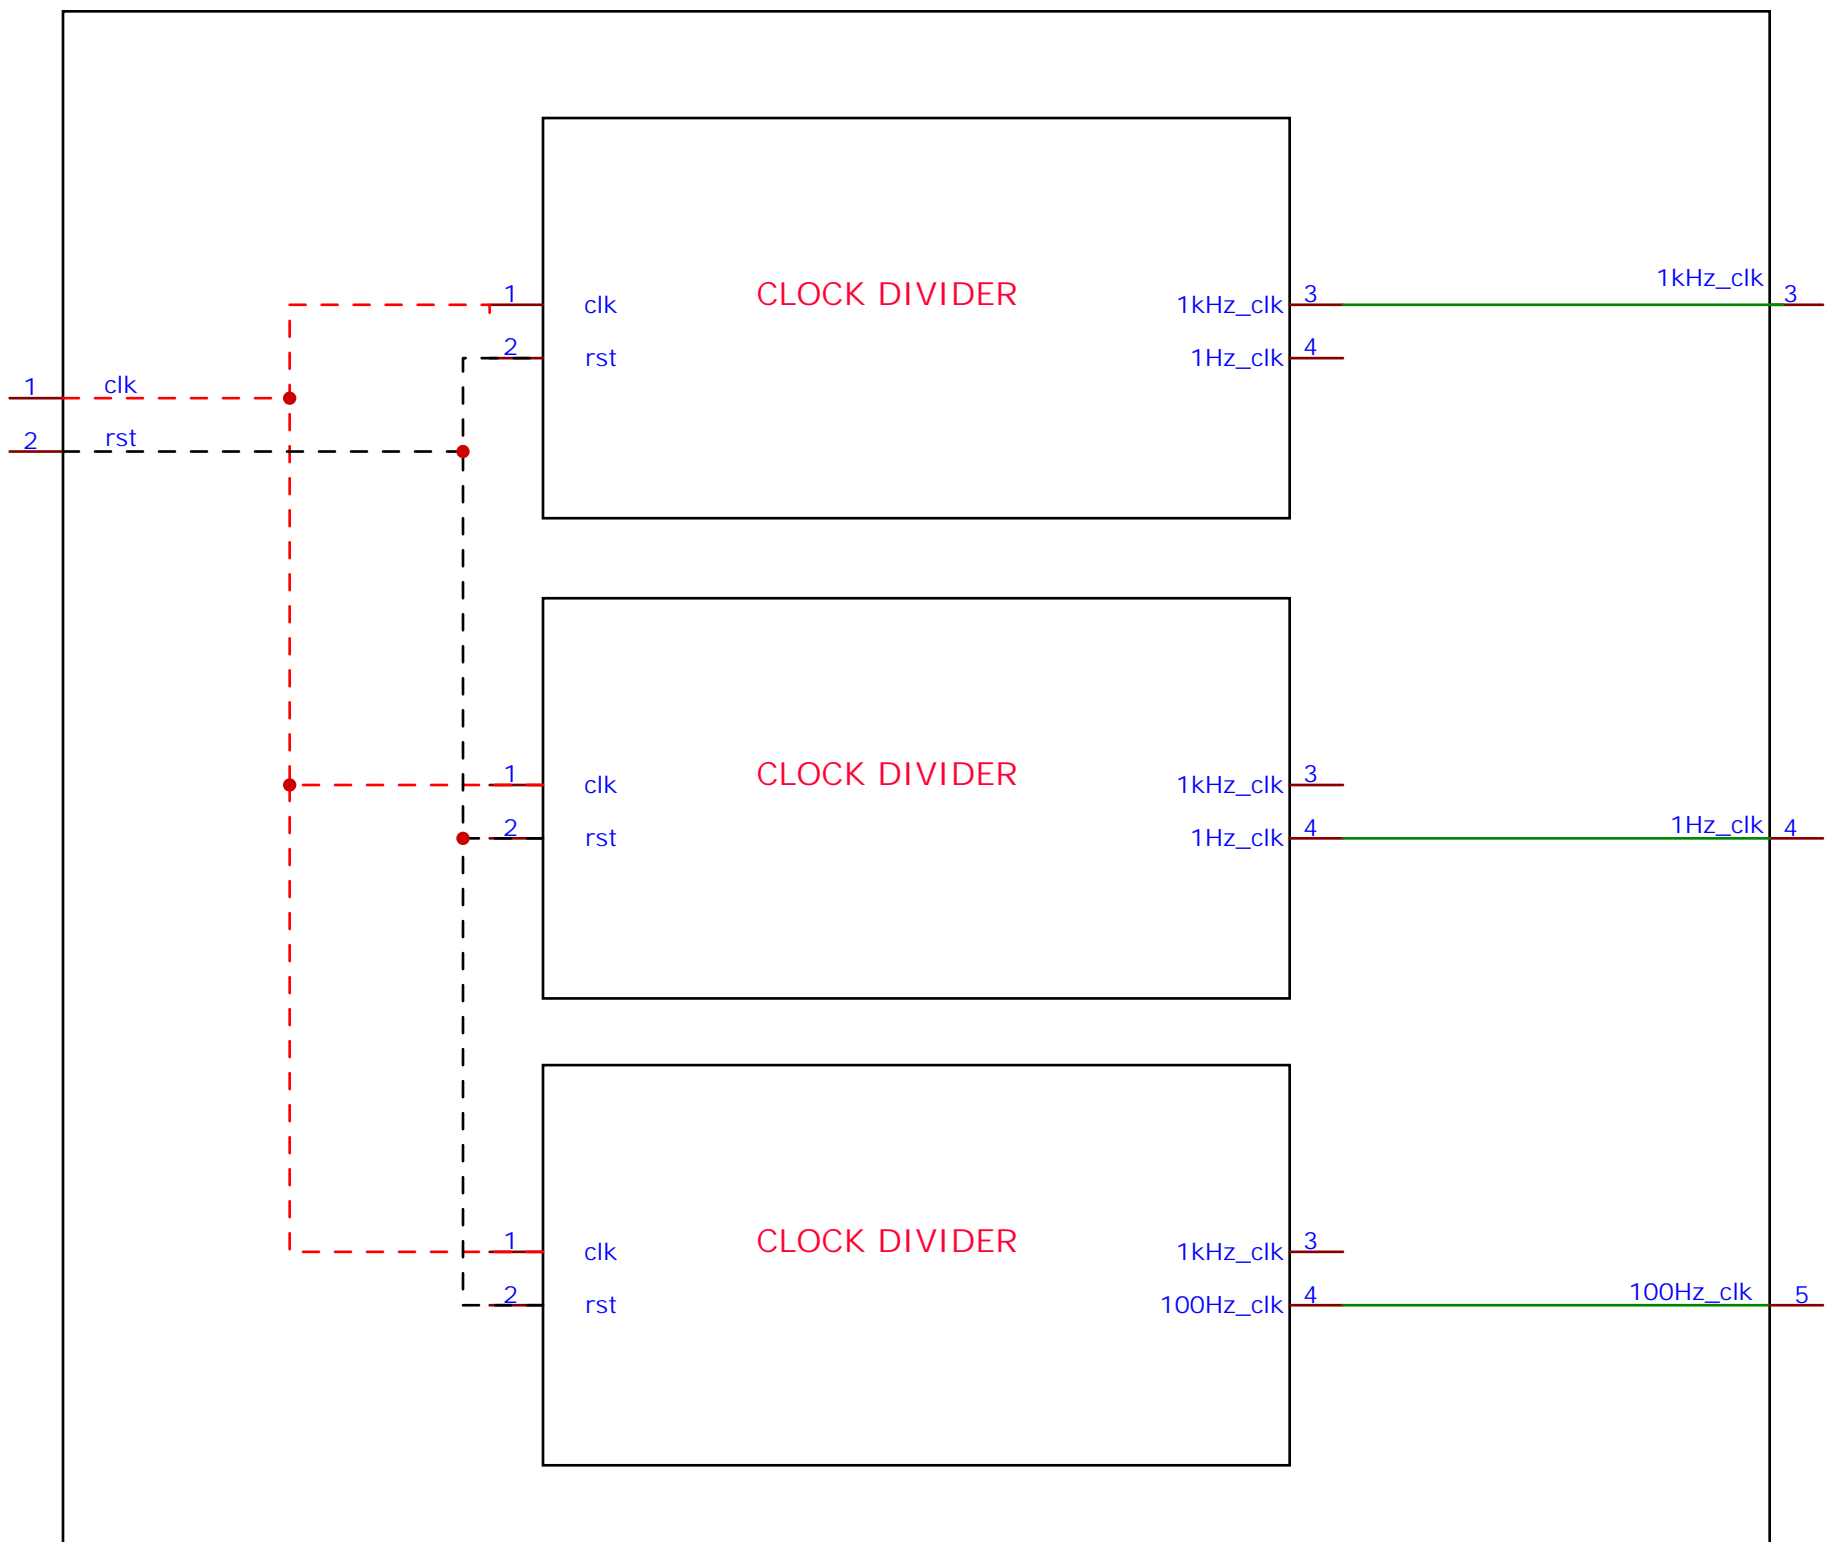 1 clk
2 rst
CLOCK DIVIDER
1 clk
2 rst
1kHz_clk 3
1Hz_clk 4
1kHz_clk 3
CLOCK DIVIDER
1 clk
2 rst
1kHz_clk 3
1Hz_clk 4
1Hz_clk 4
CLOCK DIVIDER
1 clk
2 rst
1kHz_clk 3
100Hz_clk 4
100Hz_clk 5